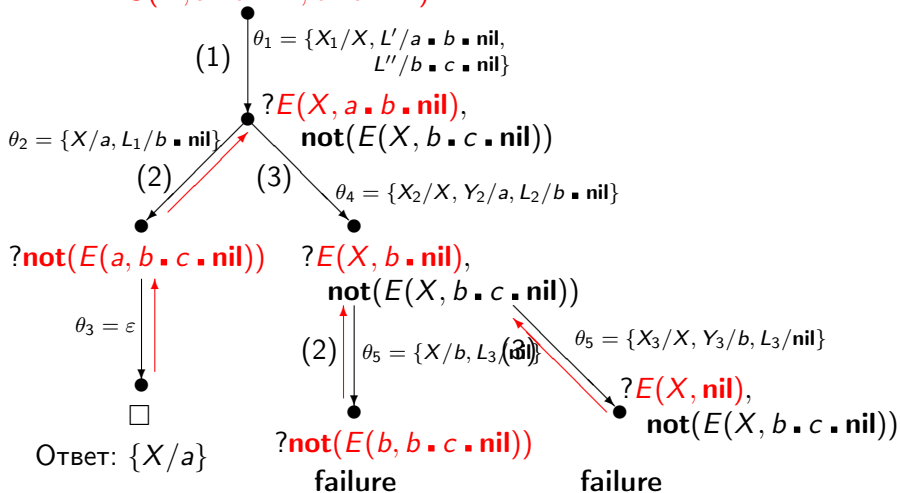 θ₁ = {X₁/X, L′/a ▪ b ▪ nil,
L″/b ▪ c ▪ nil}
(1)
?E(X, a ▪ b ▪ nil),
not(E(X, b ▪ c ▪ nil))
θ₂ = {X/a, L₁/b ▪ nil}
(2)
(3)
θ₄ = {X₂/X, Y₂/a, L₂/b ▪ nil}
?not(E(a, b ▪ c ▪ nil))
?E(X, b ▪ nil),
not(E(X, b ▪ c ▪ nil))
θ₃ = ε
(2)
θ₅ = {X/b, L₃/nil}
(3)
θ₅ = {X₃/X, Y₃/b, L₃/nil}
?E(X, nil),
not(E(X, b ▪ c ▪ nil))
□
Ответ: {X/a}
?not(E(b, b ▪ c ▪ nil))
failure
failure